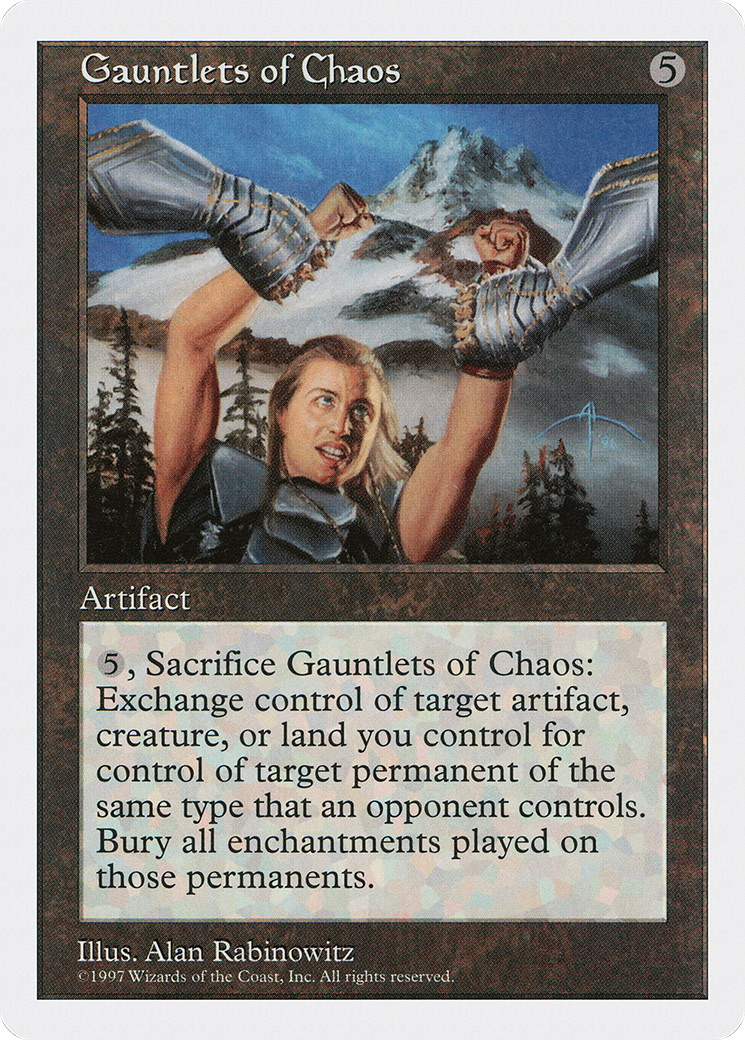 Gauntlets of Chaos 5
Artifact
5, Sacrifice Gauntlets of Chaos:
Exchange control of target artifact,
creature, or land you control for
control of target permanent of the
same type that an opponent controls.
Bury all enchantments played on
those permanents.
Illus. Alan Rabinowitz
©1997 Wizards of the Coast, Inc. All rights reserved.